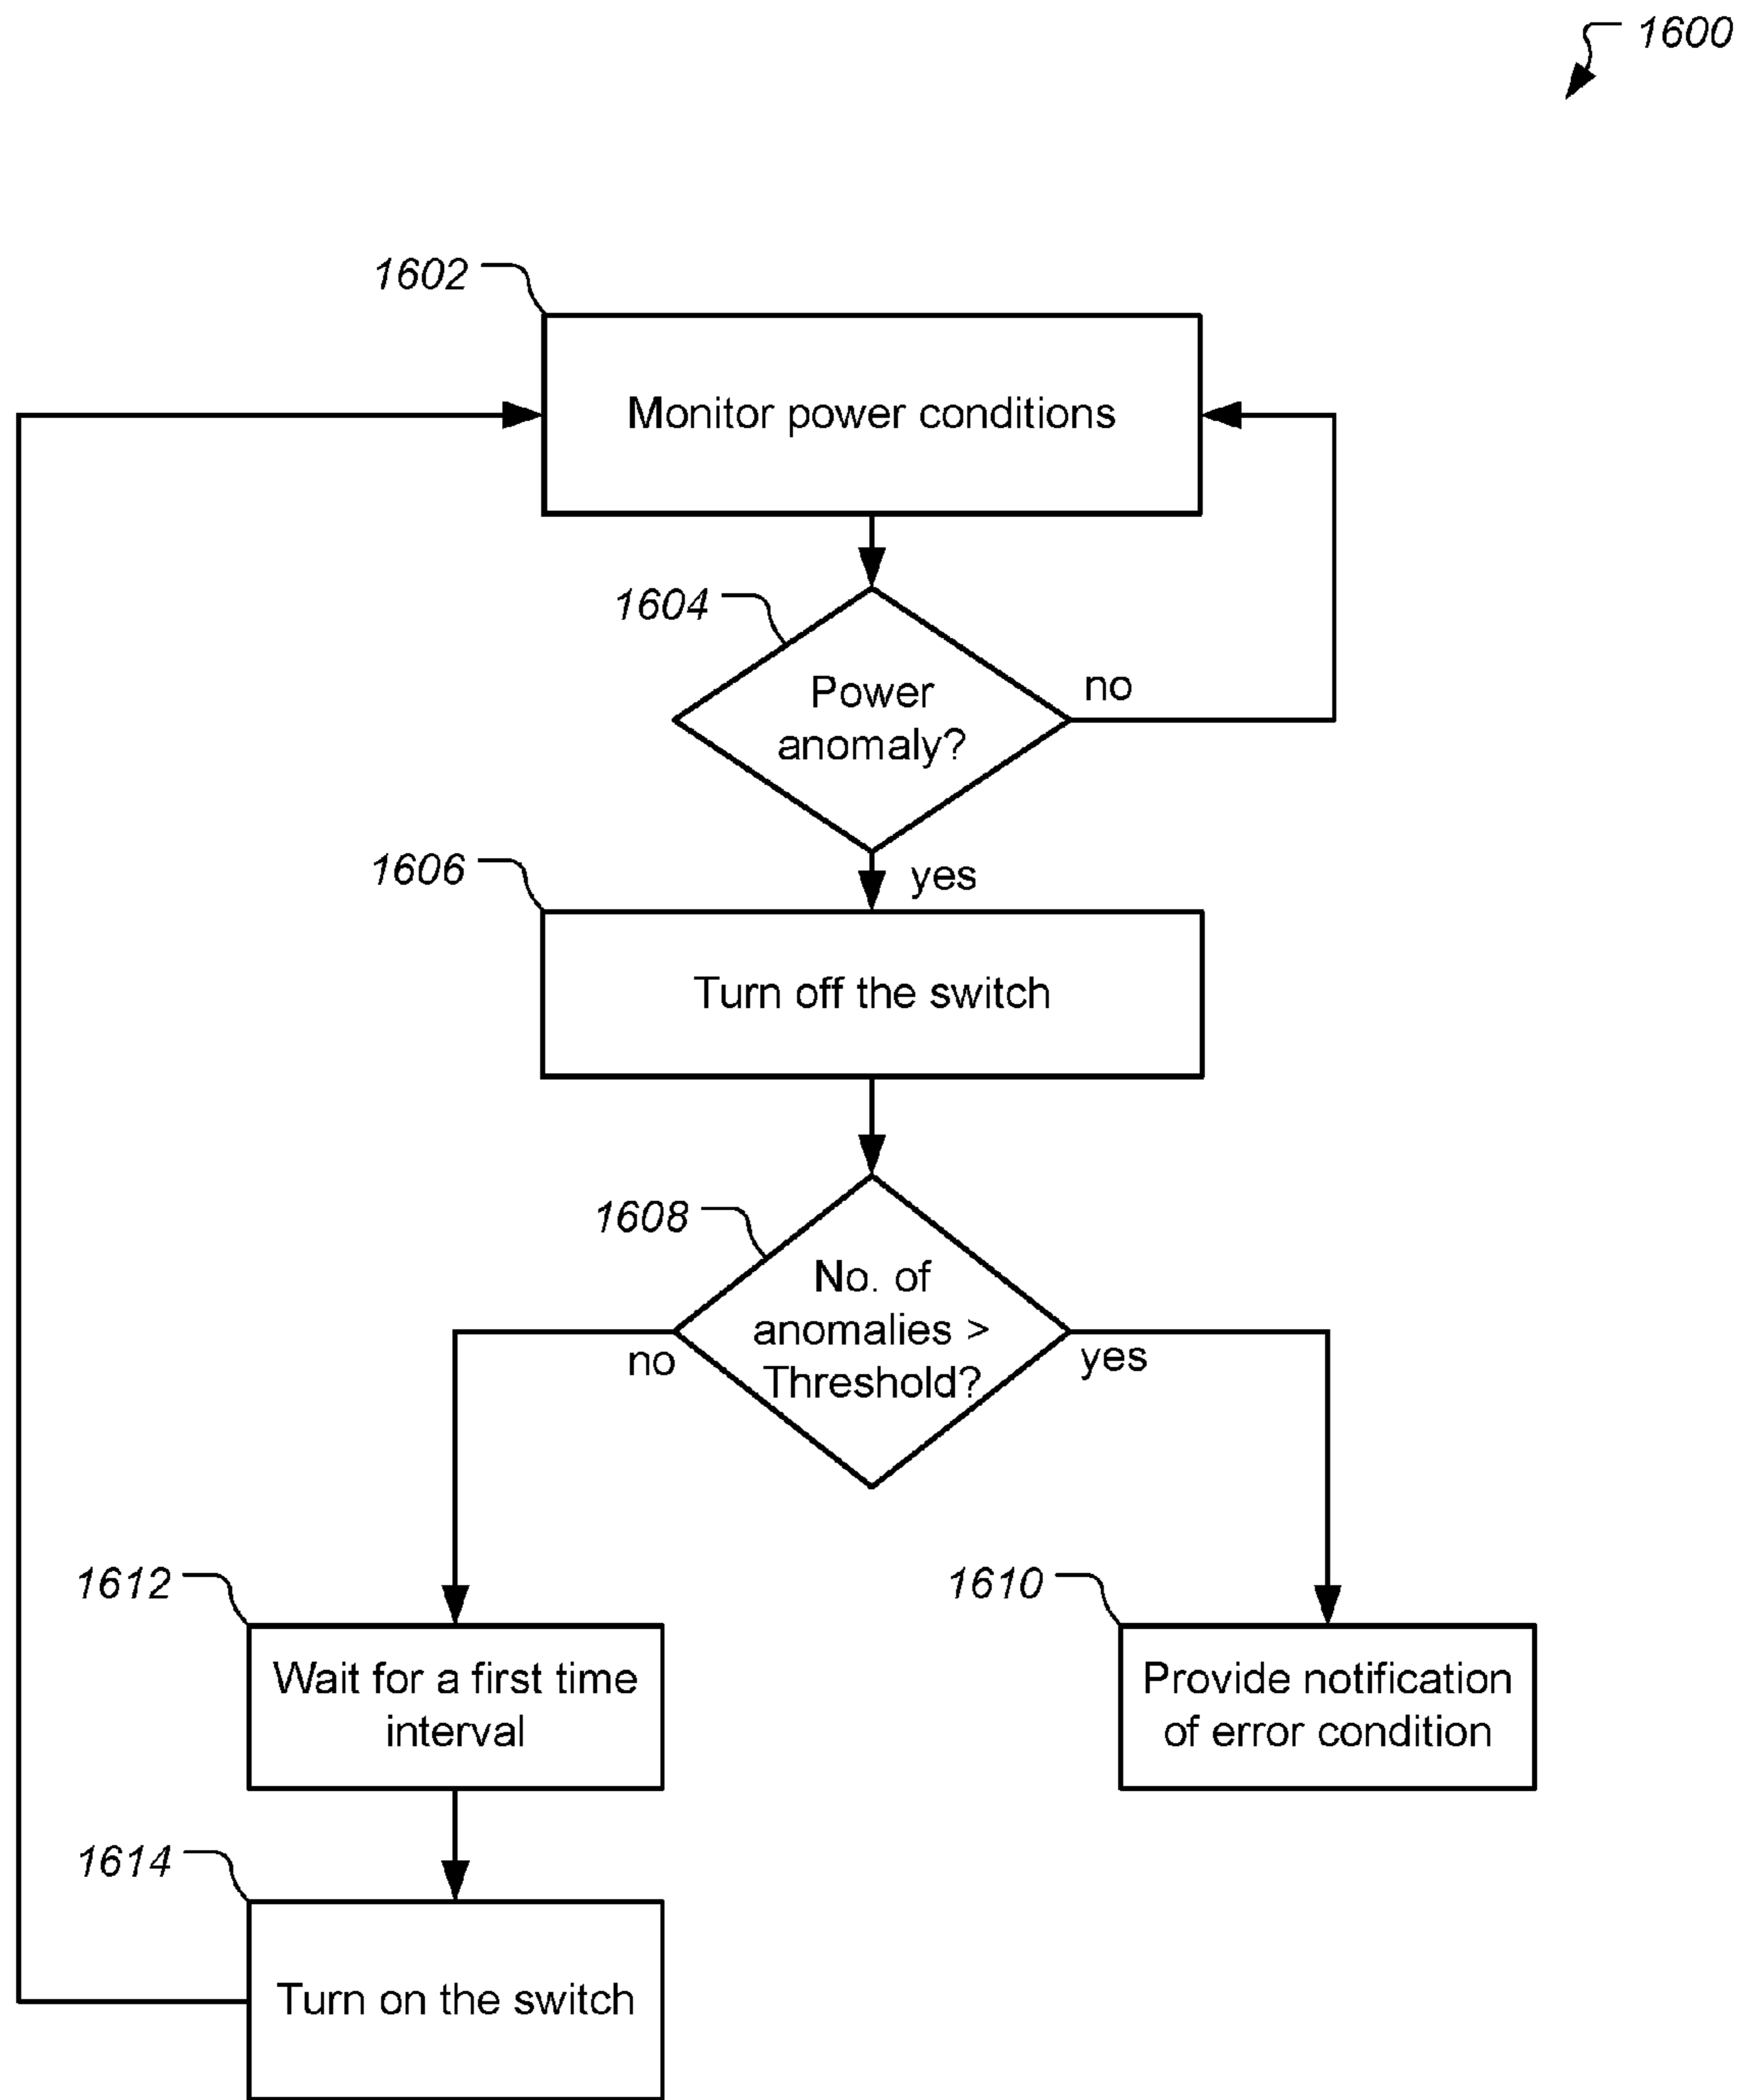 1600
1602
Monitor power conditions
1604
Power
anomaly?
no
yes
1606
Turn off the switch
1608
No. of
anomalies >
Threshold?
no
yes
1612
Wait for a first time
interval
1610
Provide notification
of error condition
1614
Turn on the switch